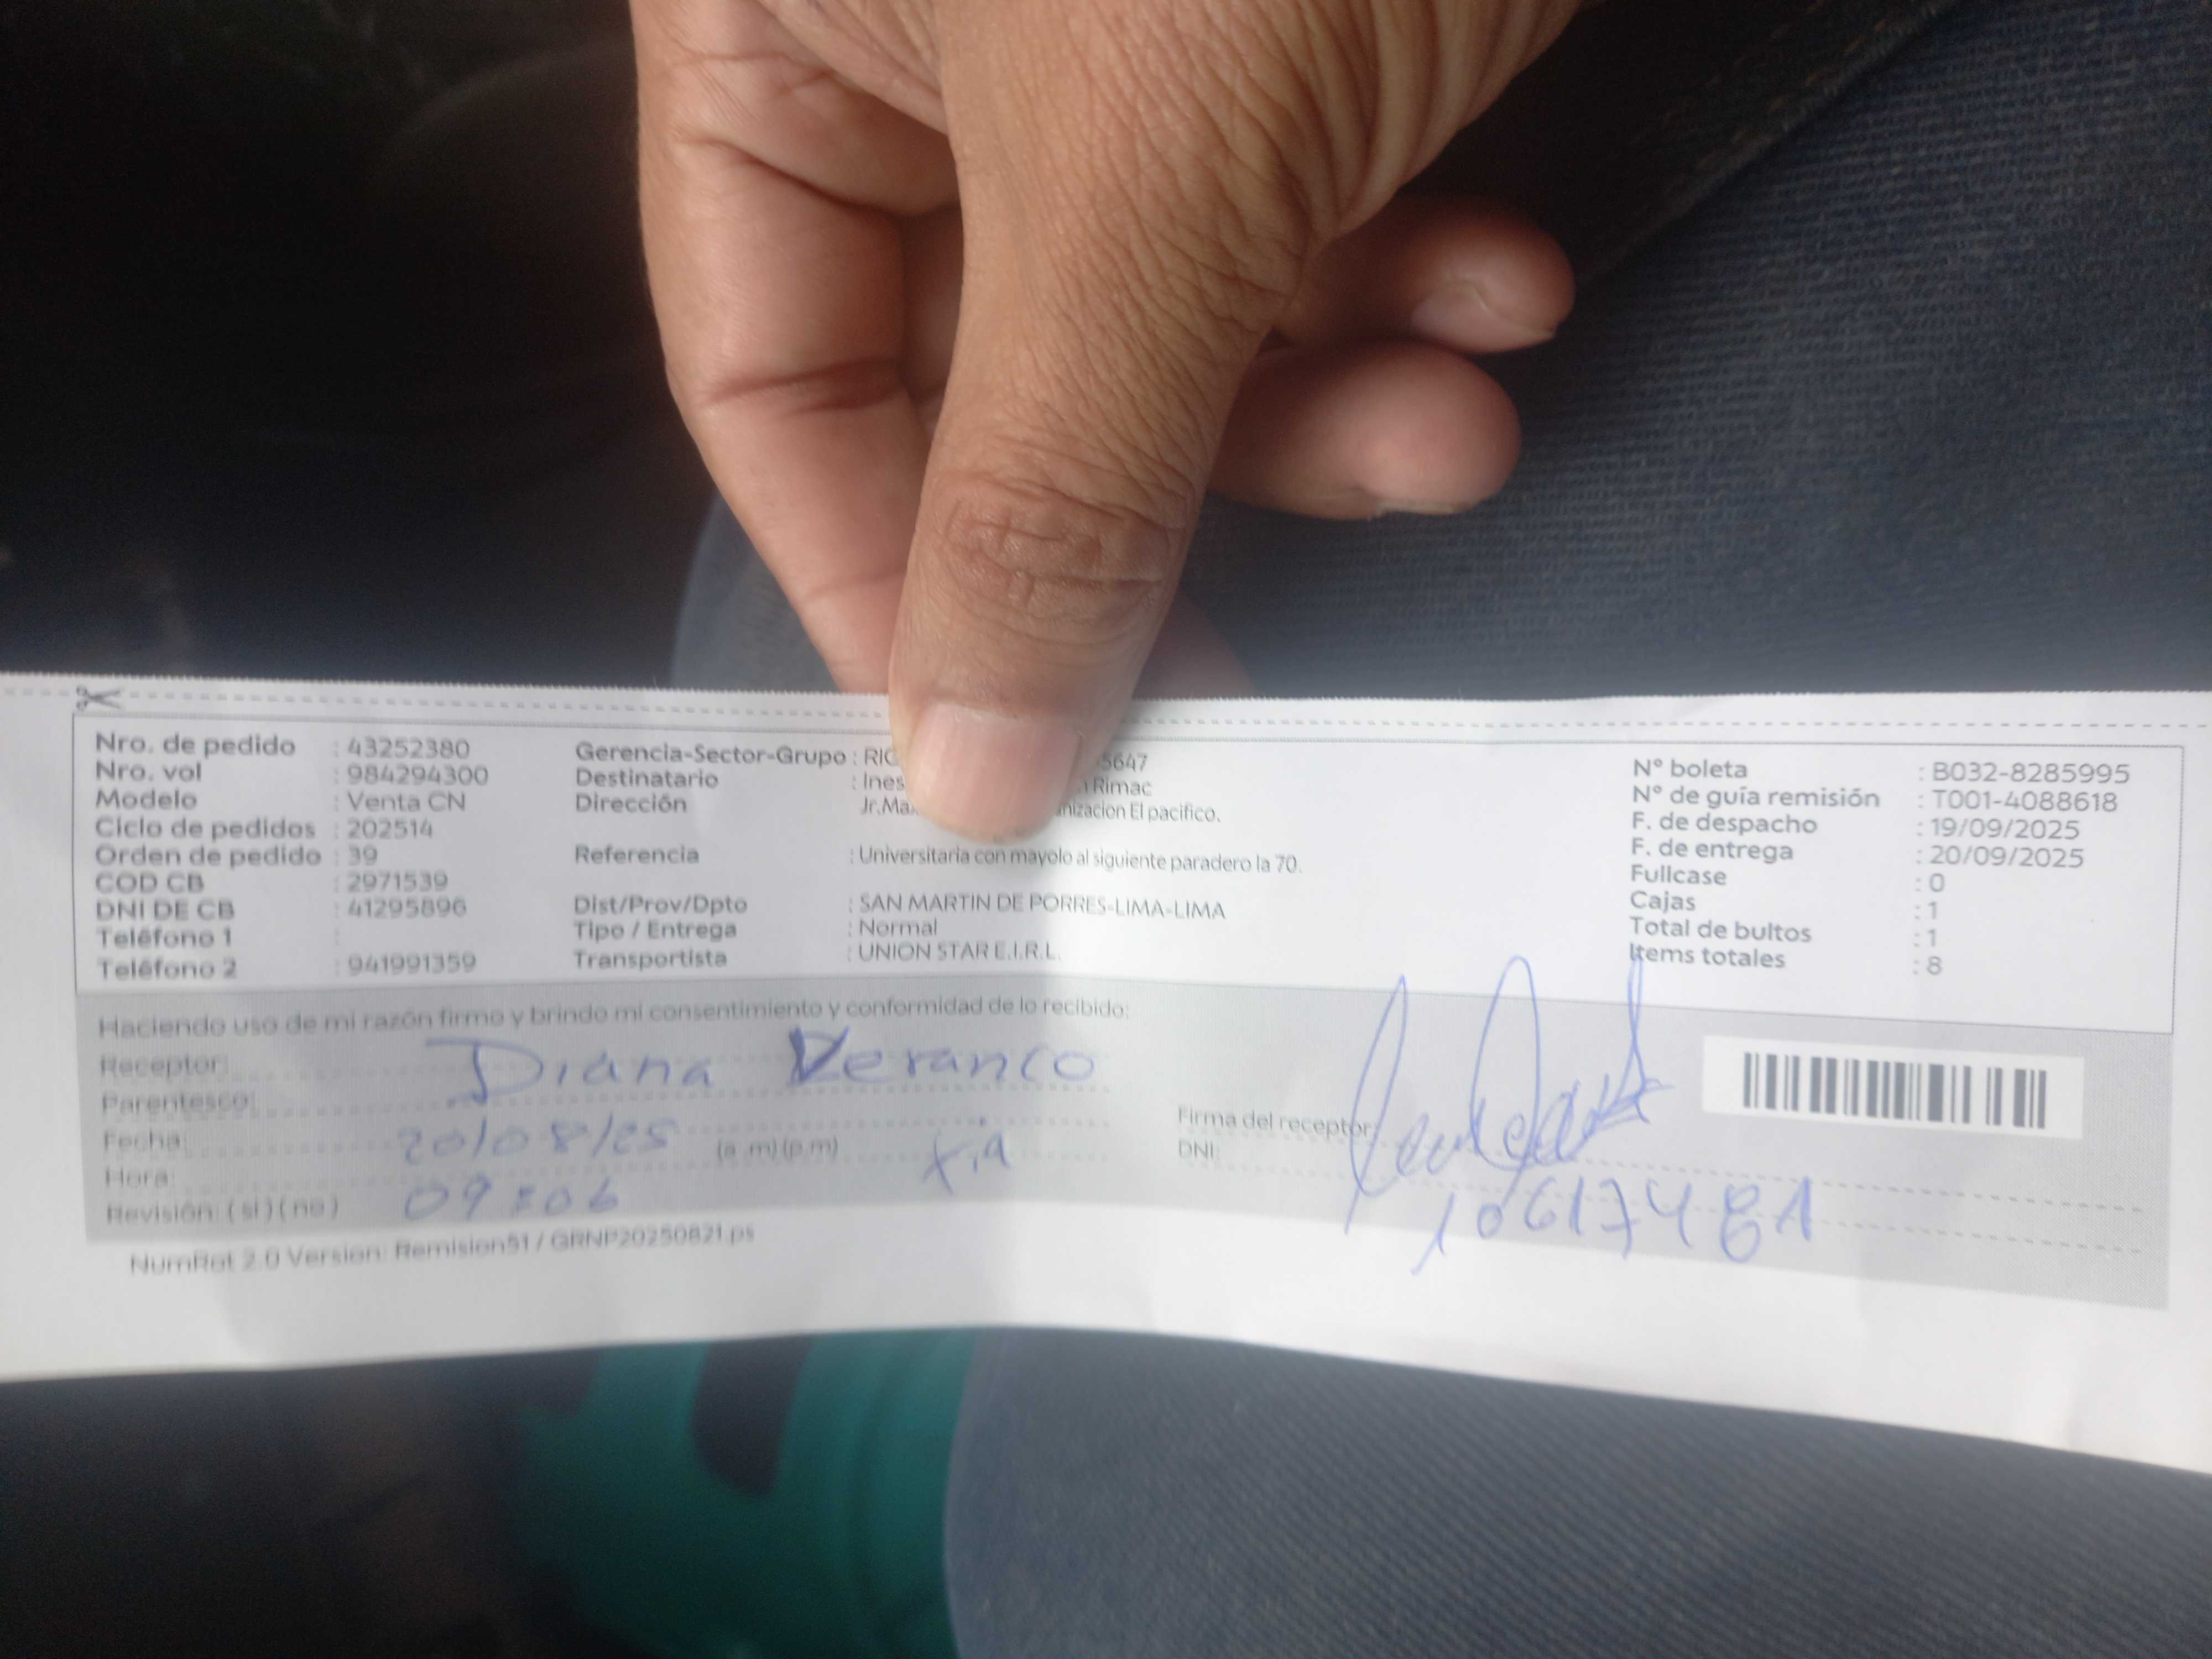 Nro. de pedido : 43252380
Nro. vol : 984294300
Modelo : Venta CN
Ciclo de pedidos : 202514
Orden de pedido : 39
COD CB : 2971539
DNI DE CB : 41295896
Teléfono 1 :
Teléfono 2 : 941991359
Gerencia-Sector-Grupo : 5647
Destinatario : Ines Rimac
Dirección Jr. El pacifico.
Referencia : Universitaria con mayolo al siguiente paradero la 70.
Dist/Prov/Dpto : SAN MARTIN DE PORRES-LIMA-LIMA
Tipo / Entrega : Normal
Transportista : UNION STAR E.I.R.L.
N° boleta : B032-8285995
N° de guía remisión : T001-4088618
F. de despacho : 19/09/2025
F. de entrega : 20/09/2025
Fullcase : 0
Cajas : 1
Total de bultos : 1
Items totales : 8
Haciendo uso de mi razón firmo y brindo mi consentimiento y conformidad de lo recibido:
Receptor: Diana
Parentesco:
Fecha: 20/08/25 (a.m)(p.m)
Hora: 09:06
Revisión: (si)(no)
Firma del receptor:
DNI:
NumRot 2.0 Version: Remision51 / GRNP20250821.ps